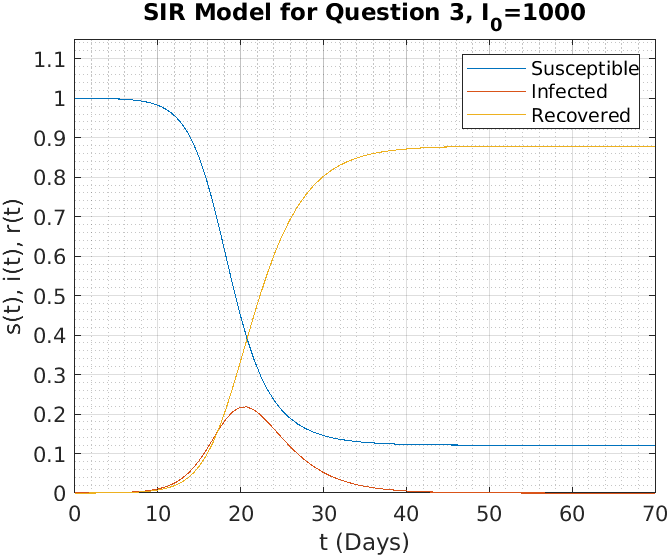 SIR Model for Question 3, I₀=1000
Susceptible
Infected
Recovered
s(t), i(t), r(t)
1.1
1
0.9
0.8
0.7
0.6
0.5
0.4
0.3
0.2
0.1
0
0 10 20 30 40 50 60 70
t (Days)